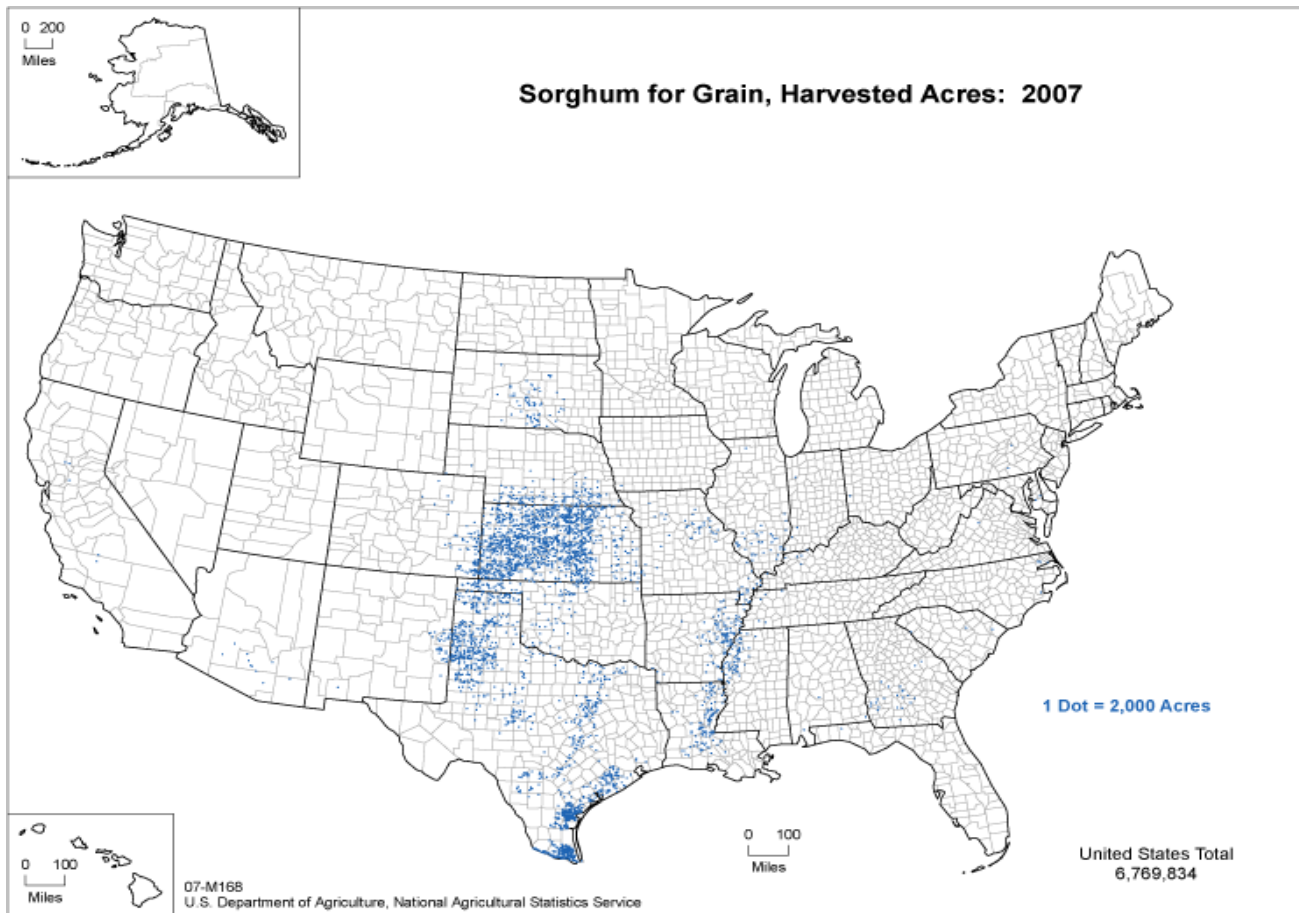 0 200
Miles
Sorghum for Grain, Harvested Acres: 2007
1 Dot = 2,000 Acres
0 100
Miles
0 100
Miles
United States Total
6,769,834
07-M168
U.S. Department of Agriculture, National Agricultural Statistics Service